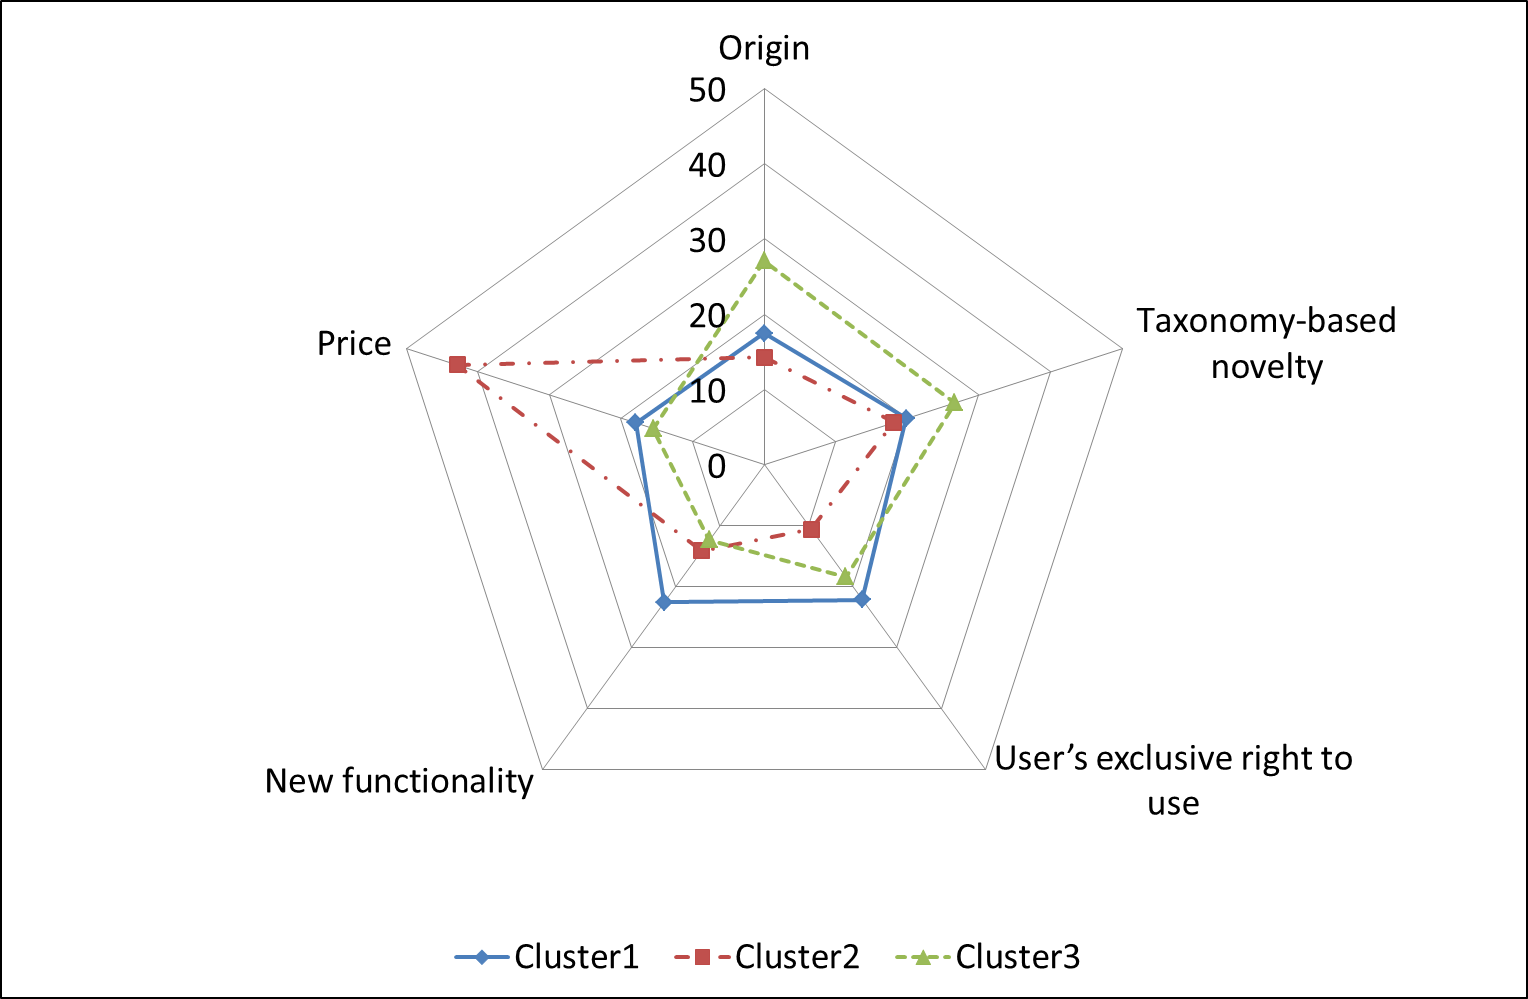 Origin
50
40
30
20
10
0
Taxonomy-based
novelty
Price
User’s exclusive right to
use
New functionality
Cluster1 Cluster2 Cluster3